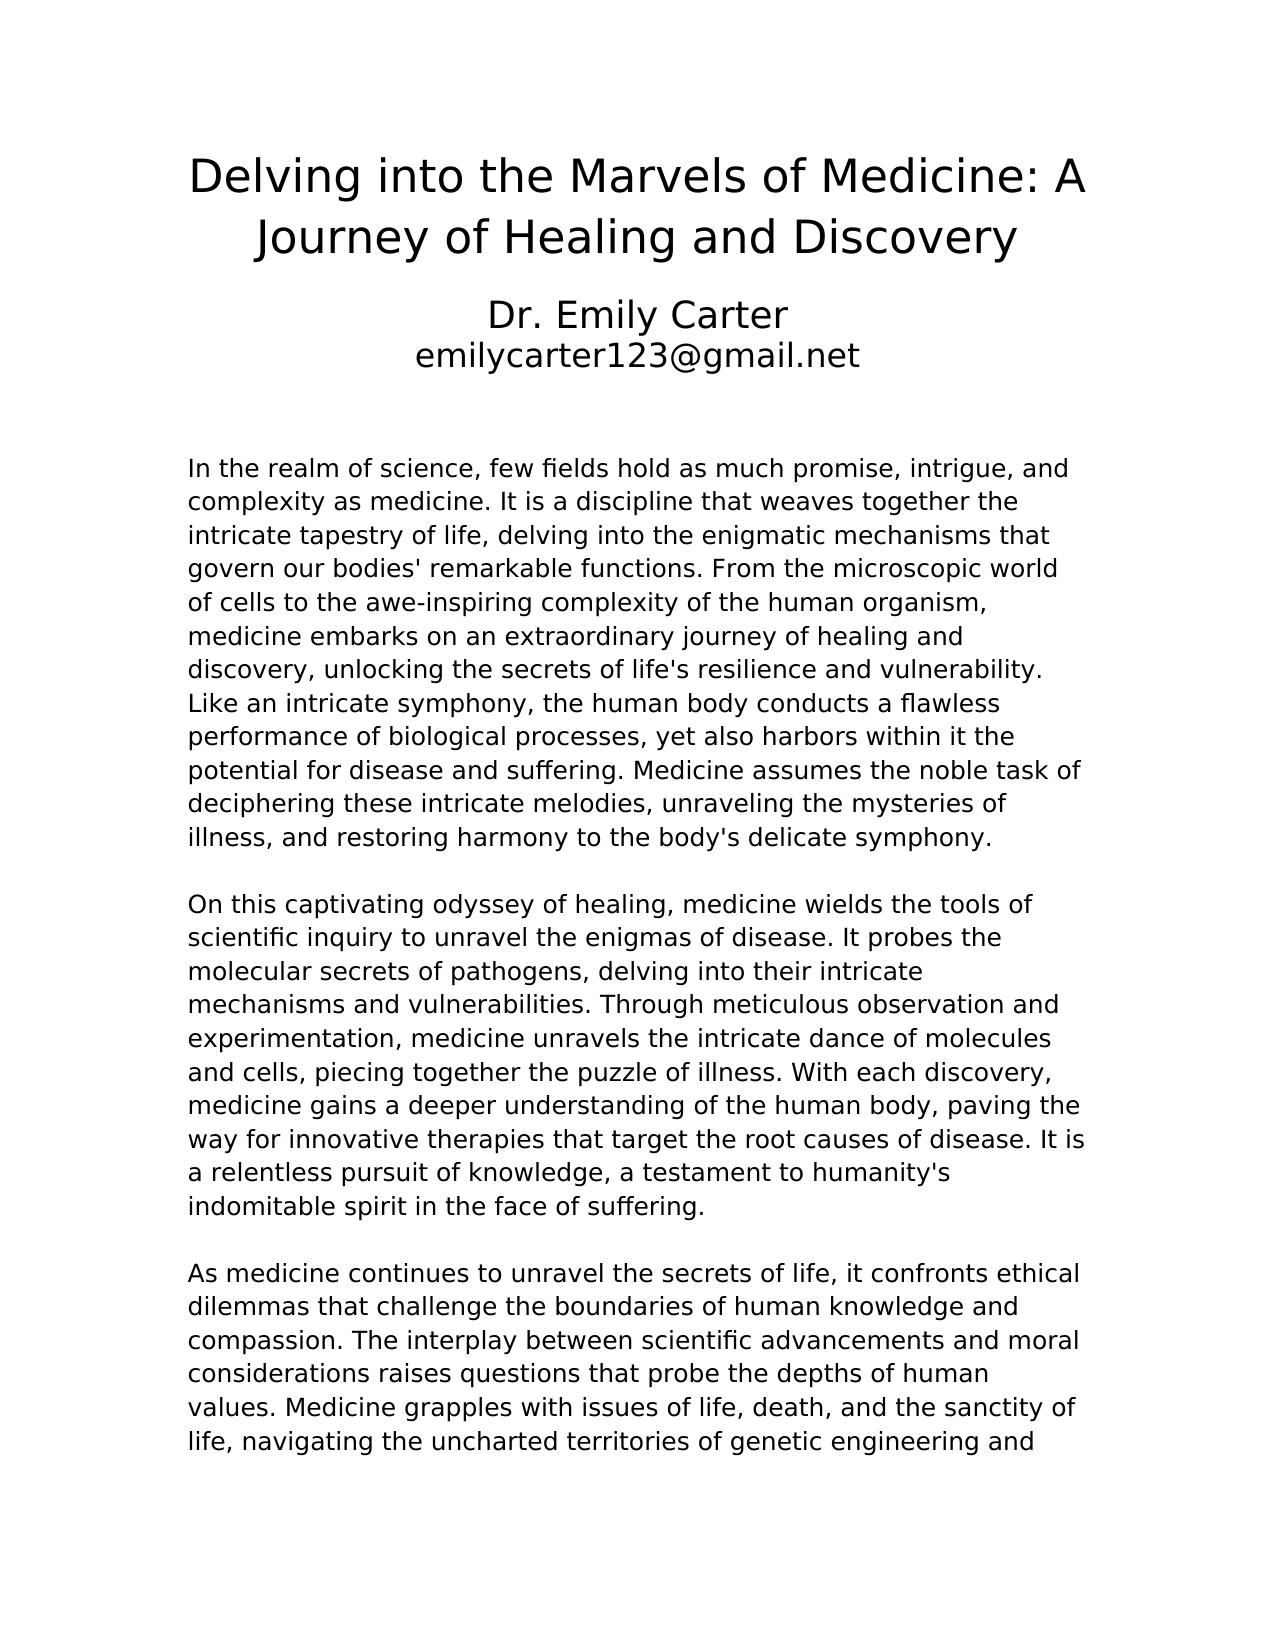 Delving into the Marvels of Medicine: A
Journey of Healing and Discovery
Dr. Emily Carter
emilycarter123@gmail.net
In the realm of science, few fields hold as much promise, intrigue, and
complexity as medicine. It is a discipline that weaves together the
intricate tapestry of life, delving into the enigmatic mechanisms that
govern our bodies' remarkable functions. From the microscopic world
of cells to the awe-inspiring complexity of the human organism,
medicine embarks on an extraordinary journey of healing and
discovery, unlocking the secrets of life's resilience and vulnerability.
Like an intricate symphony, the human body conducts a flawless
performance of biological processes, yet also harbors within it the
potential for disease and suffering. Medicine assumes the noble task of
deciphering these intricate melodies, unraveling the mysteries of
illness, and restoring harmony to the body's delicate symphony.
On this captivating odyssey of healing, medicine wields the tools of
scientific inquiry to unravel the enigmas of disease. It probes the
molecular secrets of pathogens, delving into their intricate
mechanisms and vulnerabilities. Through meticulous observation and
experimentation, medicine unravels the intricate dance of molecules
and cells, piecing together the puzzle of illness. With each discovery,
medicine gains a deeper understanding of the human body, paving the
way for innovative therapies that target the root causes of disease. It is
a relentless pursuit of knowledge, a testament to humanity's
indomitable spirit in the face of suffering.
As medicine continues to unravel the secrets of life, it confronts ethical
dilemmas that challenge the boundaries of human knowledge and
compassion. The interplay between scientific advancements and moral
considerations raises questions that probe the depths of human
values. Medicine grapples with issues of life, death, and the sanctity of
life, navigating the uncharted territories of genetic engineering and